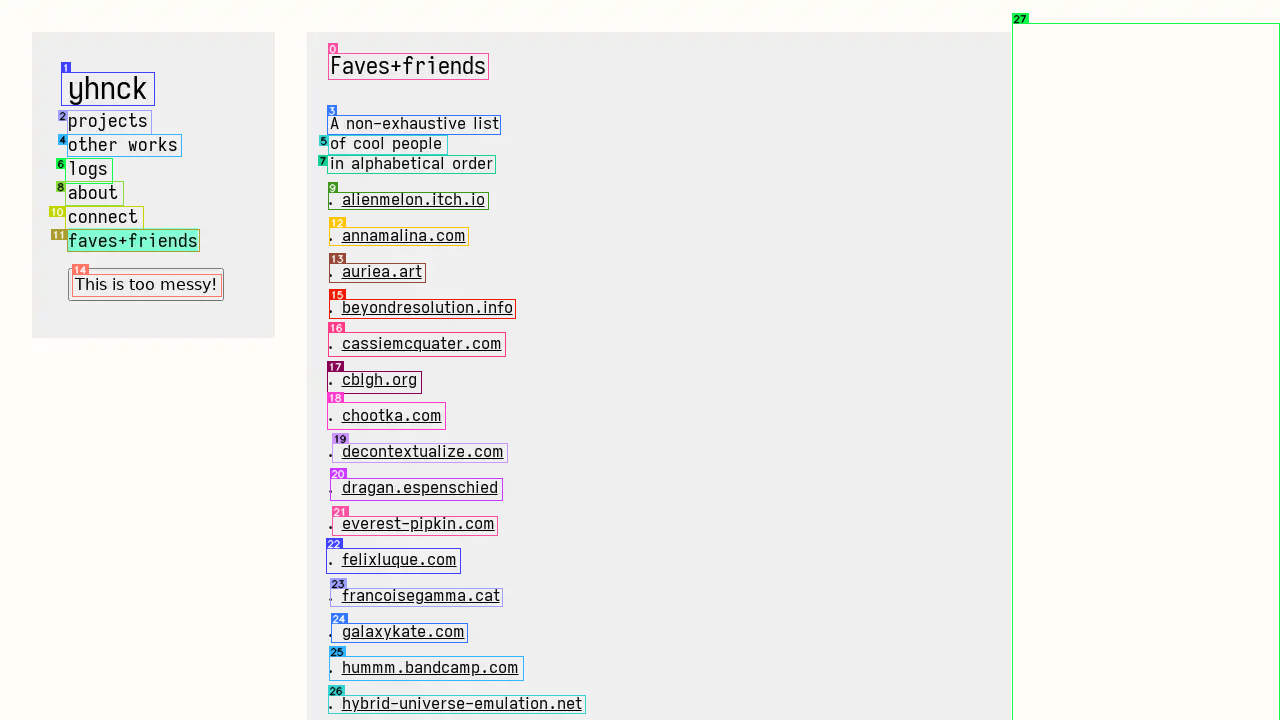 yhnck
projects
other works
logs
about
connect
faves+friends
This is too messy!
Faves+friends
A non-exhaustive list
of cool people
in alphabetical order
. alienmelon.itch.io
. annamalina.com
. auriea.art
. beyondresolution.info
. cassiemcquater.com
. cblgh.org
. chootka.com
. decontextualize.com
. dragan.espenschied
. everest-pipkin.com
. felixluque.com
. francoisegamma.cat
. galaxykate.com
. hummm.bandcamp.com
. hybrid-universe-emulation.net
0
1
2
3
4
5
6
7
8
9
10
11
12
13
14
15
16
17
18
19
20
21
22
23
24
25
26
27